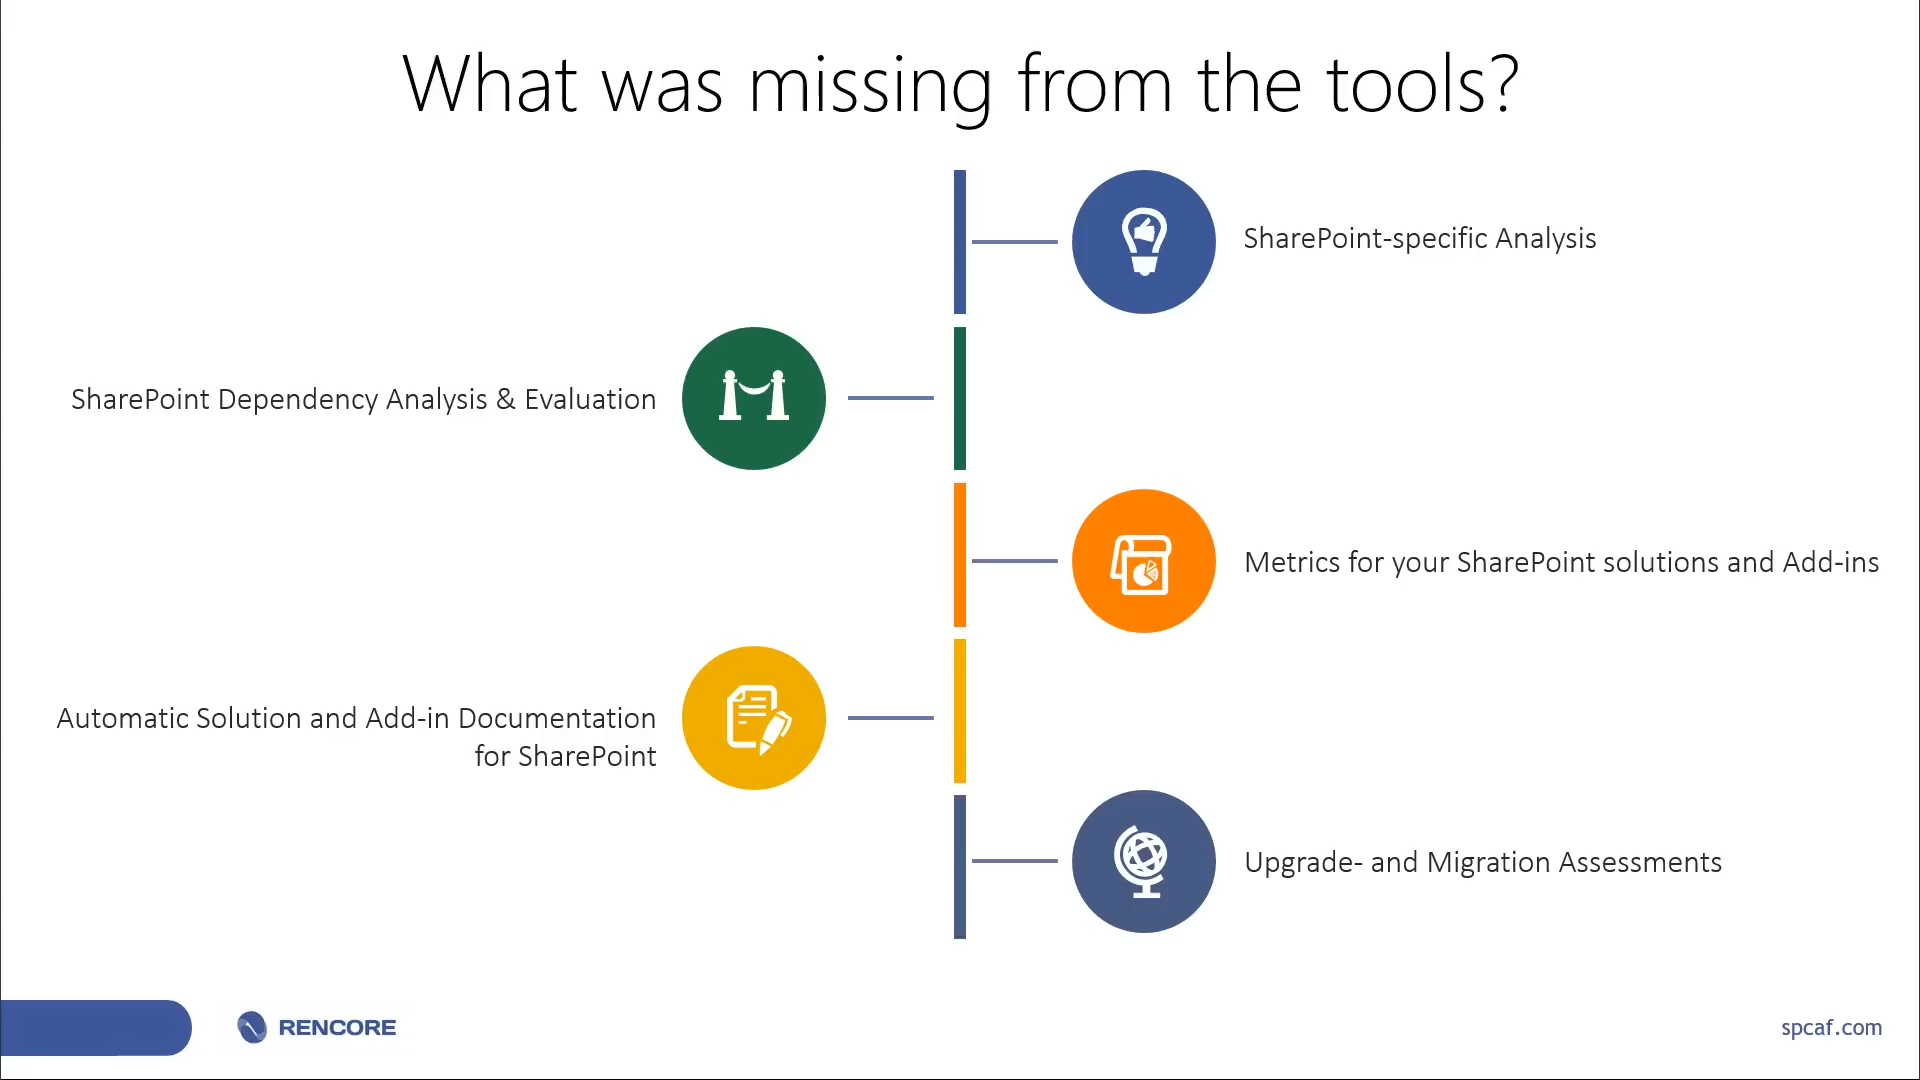 What was missing from the tools?
SharePoint-specific Analysis
SharePoint Dependency Analysis & Evaluation
Metrics for your SharePoint solutions and Add-ins
Automatic Solution and Add-in Documentation
for SharePoint
Upgrade- and Migration Assessments
RENCORE
spcaf.com